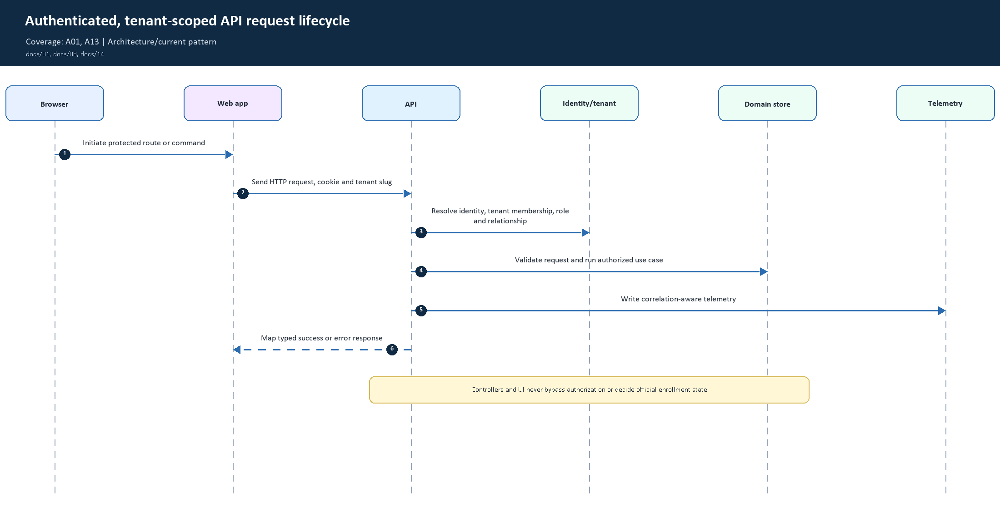 Authenticated, tenant-scoped API request lifecycle
Coverage: A01, A13 | Architecture/current pattern
docs/01, docs/08, docs/14
Browser
Web app
API
Identity/tenant
Domain store
Telemetry
Initiate protected route or command
1
Send HTTP request, cookie and tenant slug
2
Resolve identity, tenant membership, role
and relationship
3
Validate request and run authorized use case
4
Write correlation-aware telemetry
5
Map typed success or error response
6
Controllers and UI never bypass authorization or decide official enrollment state